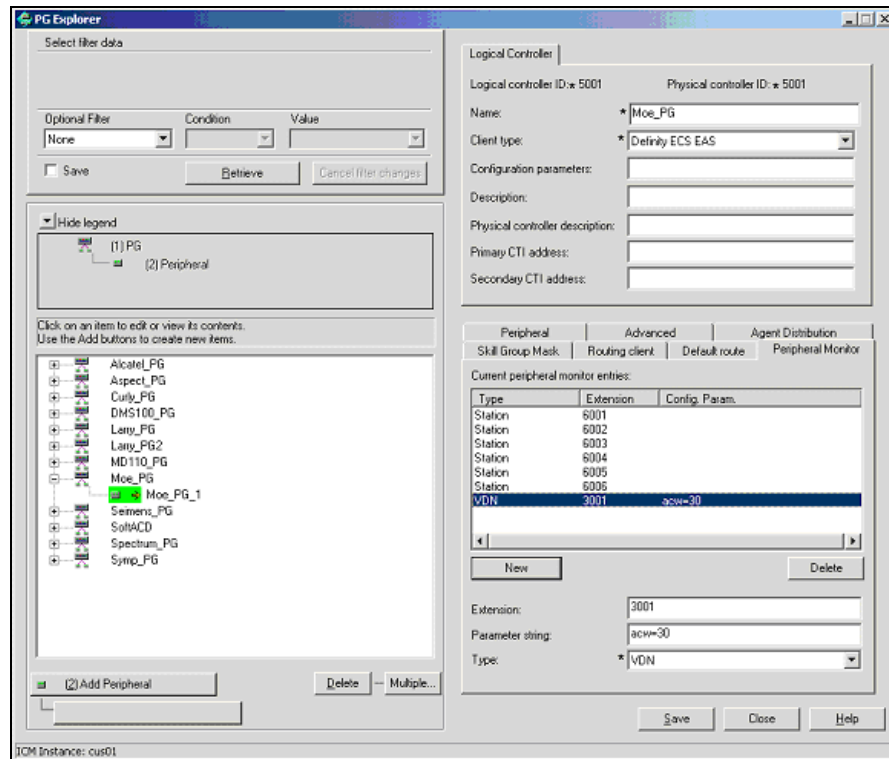 PG Explorer
Select filter data
Optional Filter Condition Value
None
Save Retrieve Cancel filter changes
Hide legend
(1) PG
(2) Peripheral
Click on an item to edit or view its contents.
Use the Add buttons to create new items.
Alcatel_PG
Aspect_PG
Curly_PG
DMS100_PG
Larry_PG
Larry_PG2
MD110_PG
Moe_PG
Moe_PG_1
Seimens_PG
SoftACD
Spectrum_PG
Symp_PG
(2) Add Peripheral Delete Multiple...
Logical Controller
Logical controller ID:* 5001 Physical controller ID:* 5001
Name: * Moe_PG
Client type: * Definity ECS EAS
Configuration parameters:
Description:
Physical controller description:
Primary CTI address:
Secondary CTI address:
Peripheral Advanced Agent Distribution
Skill Group Mask Routing client Default route Peripheral Monitor
Current peripheral monitor entries:
Type Extension Config. Param.
Station 6001
Station 6002
Station 6003
Station 6004
Station 6005
Station 6006
VDN 3001 acw=30
New Delete
Extension: 3001
Parameter string: acw=30
Type: * VDN
Save Close Help
ICM Instance: cus01